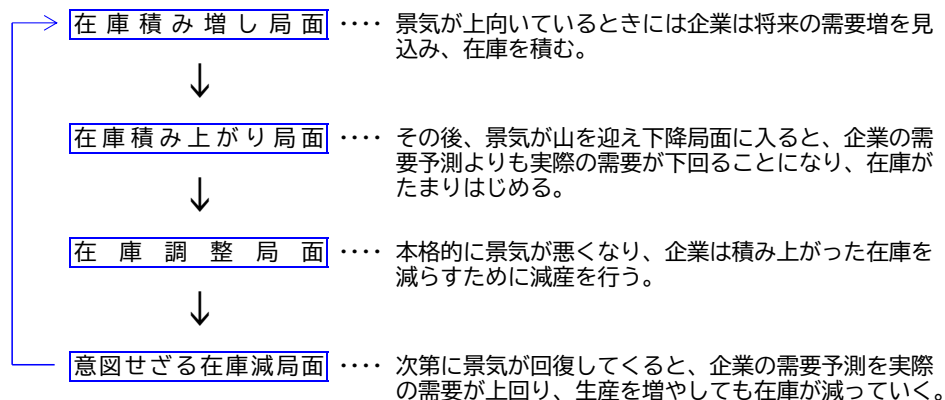 在庫積み増し局面 ････ 景気が上向いているときには企業は将来の需要増を見
込み、在庫を積む。
↓
在庫積み上がり局面 ････ その後、景気が山を迎え下降局面に入ると、企業の需
要予測よりも実際の需要が下回ることになり、在庫が
たまりはじめる。
↓
在庫調整局面 ････ 本格的に景気が悪くなり、企業は積み上がった在庫を
減らすために減産を行う。
↓
意図せざる在庫減局面 ････ 次第に景気が回復してくると、企業の需要予測を実際
の需要が上回り、生産を増やしても在庫が減っていく。